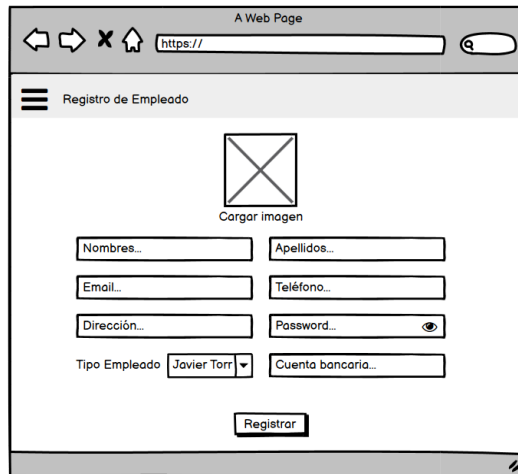 A Web Page
https://
Registro de Empleado
Cargar imagen
Nombres... Apellidos...
Email... Teléfono...
Dirección... Password...
Tipo Empleado Javier Torr Cuenta bancaria...
Registrar